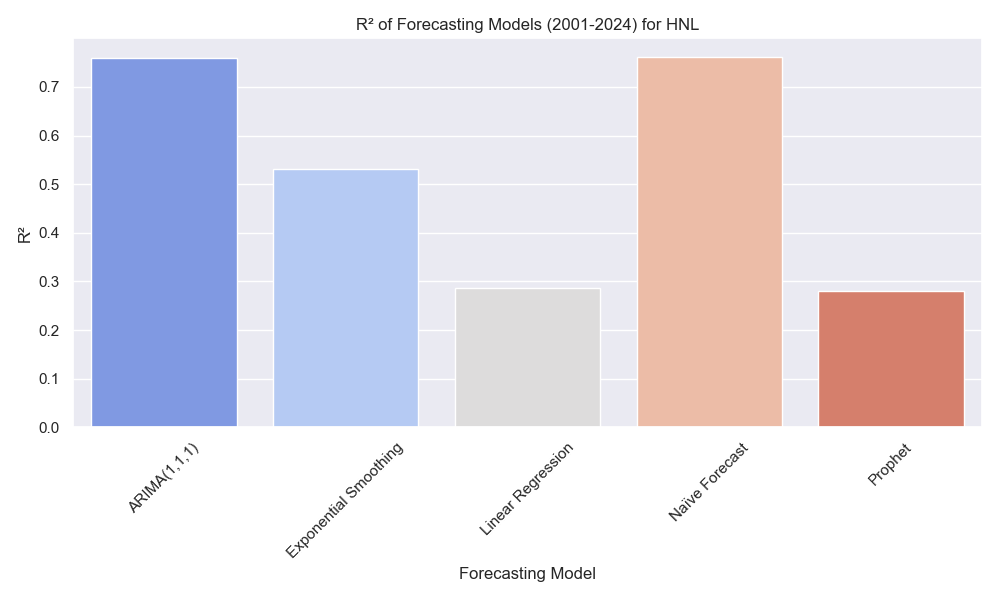 R² of Forecasting Models (2001-2024) for HNL
R²
0.7
0.6
0.5
0.4
0.3
0.2
0.1
0.0
ARIMA(1,1,1)
Exponential Smoothing
Linear Regression
Naïve Forecast
Prophet
Forecasting Model